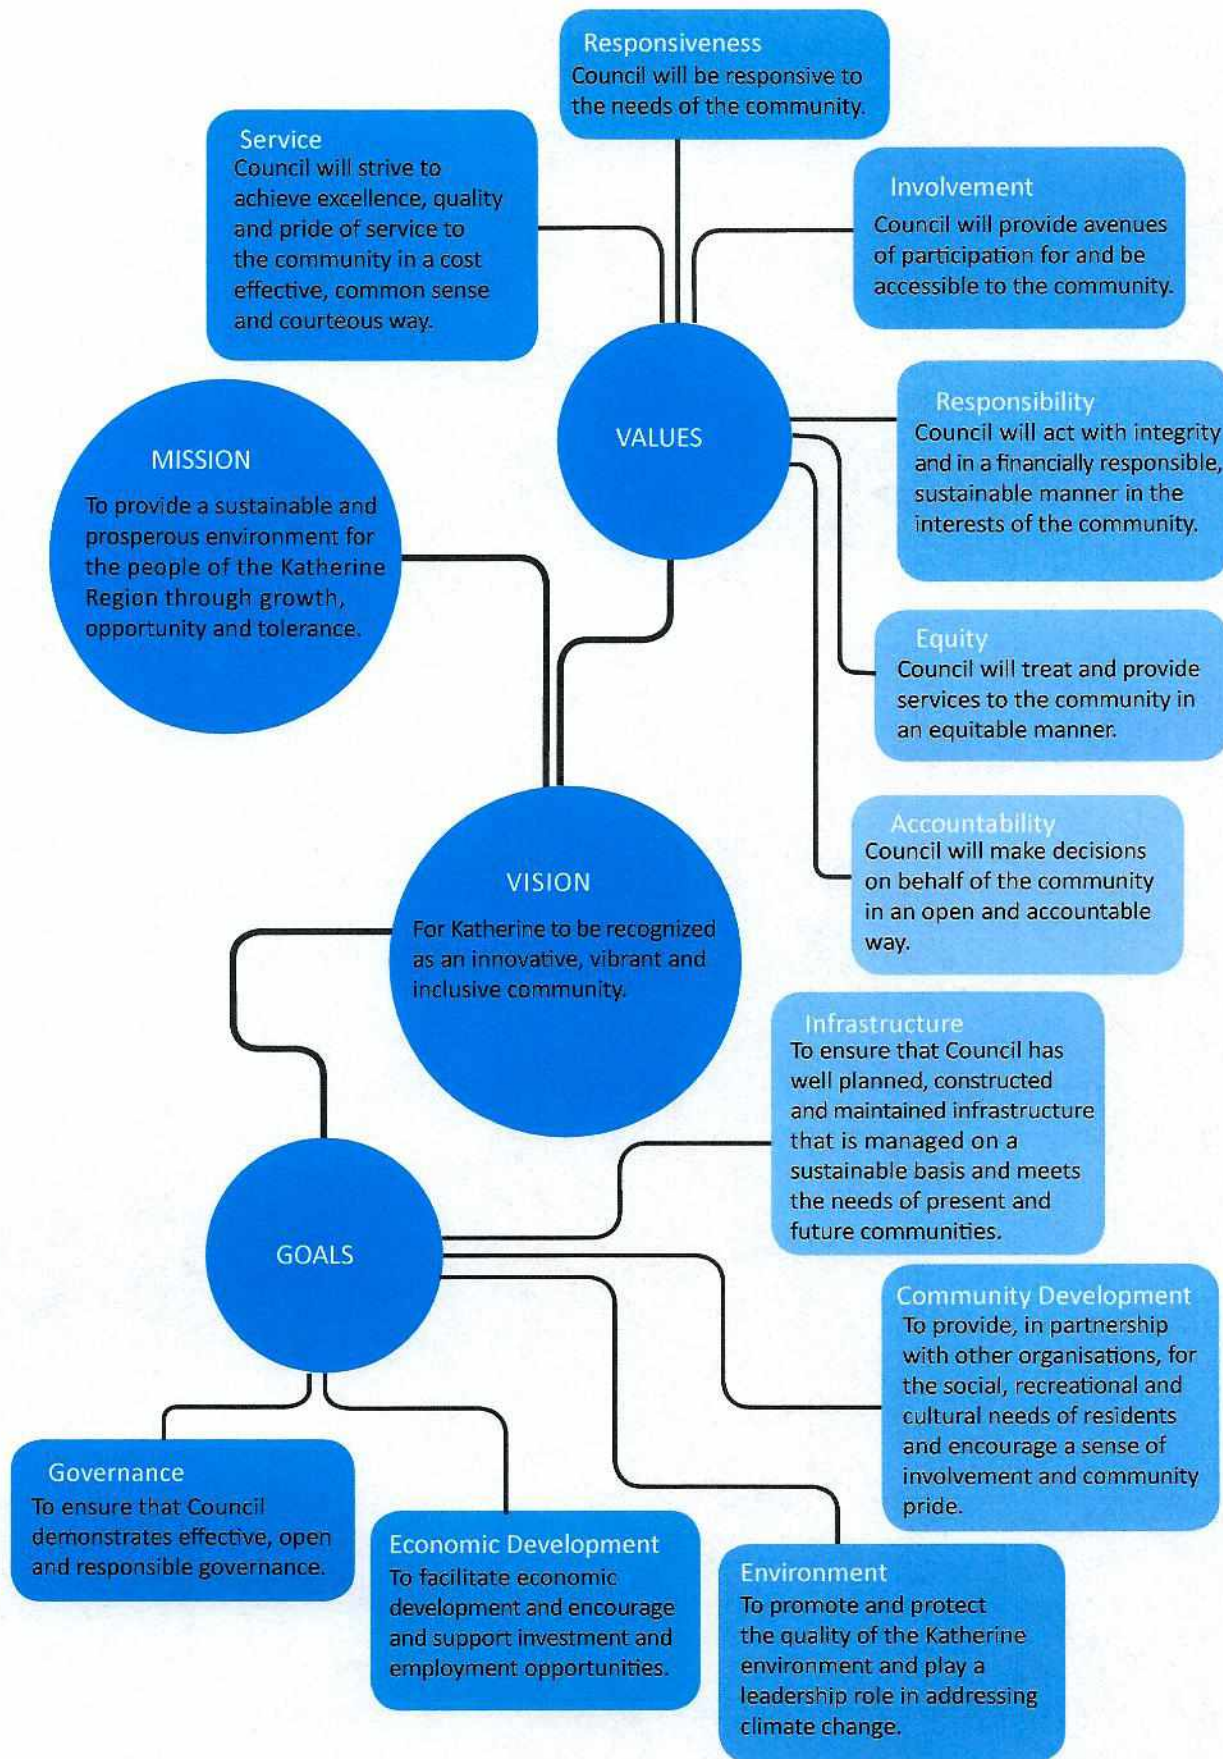 Responsiveness
Council will be responsive to
the needs of the community.
Service
Council will strive to
achieve excellence, quality
and pride of service to
the community in a cost
effective, common sense
and courteous way.
Involvement
Council will provide avenues
of participation for and be
accessible to the community.
VALUES
Responsibility
Council will act with integrity
and in a financially responsible,
sustainable manner in the
interests of the community.
MISSION
To provide a sustainable and
prosperous environment for
the people of the Katherine
Region through growth,
opportunity and tolerance.
Equity
Council will treat and provide
services to the community in
an equitable manner.
Accountability
Council will make decisions
on behalf of the community
in an open and accountable
way.
VISION
For Katherine to be recognized
as an innovative, vibrant and
inclusive community.
Infrastructure
To ensure that Council has
well planned, constructed
and maintained infrastructure
that is managed on a
sustainable basis and meets
the needs of present and
future communities.
GOALS
Community Development
To provide, in partnership
with other organisations, for
the social, recreational and
cultural needs of residents
and encourage a sense of
involvement and community
pride.
Governance
To ensure that Council
demonstrates effective, open
and responsible governance.
Economic Development
To facilitate economic
development and encourage
and support investment and
employment opportunities.
Environment
To promote and protect
the quality of the Katherine
environment and play a
leadership role in addressing
climate change.